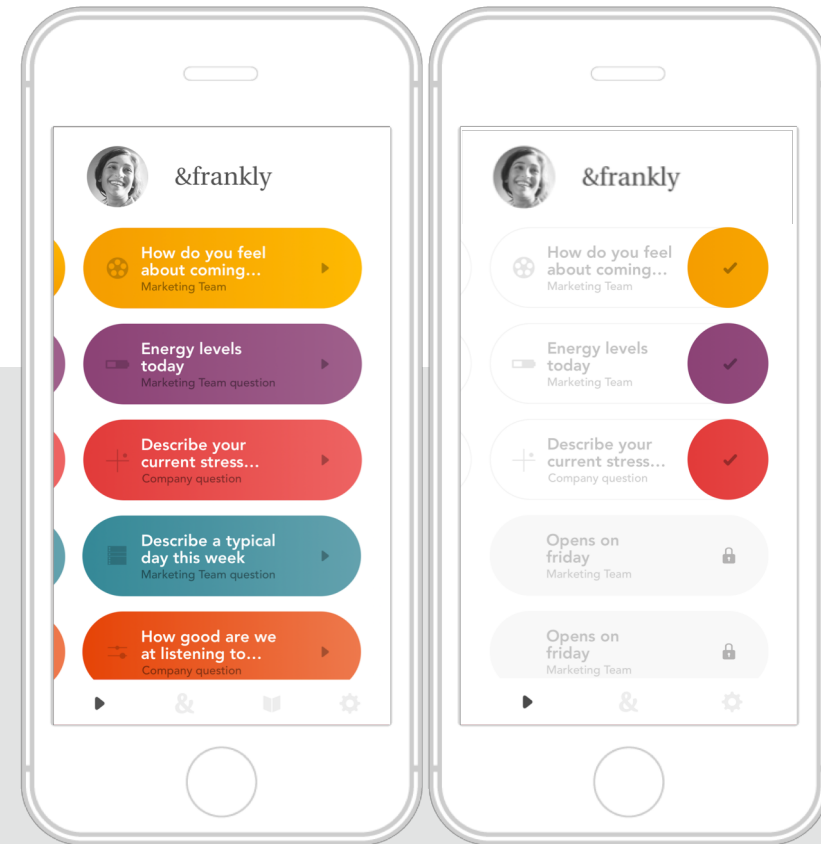 &frankly
How do you feel
about coming...
Marketing Team
Energy levels
today
Marketing Team question
Describe your
current stress...
Company question
Describe a typical
day this week
Marketing Team question
How good are we
at listening to...
Company question
&
&frankly
How do you feel
about coming...
Marketing Team
Energy levels
today
Marketing Team
Describe your
current stress...
Company question
Opens on
friday
Marketing Team
Opens on
friday
Marketing Team
&